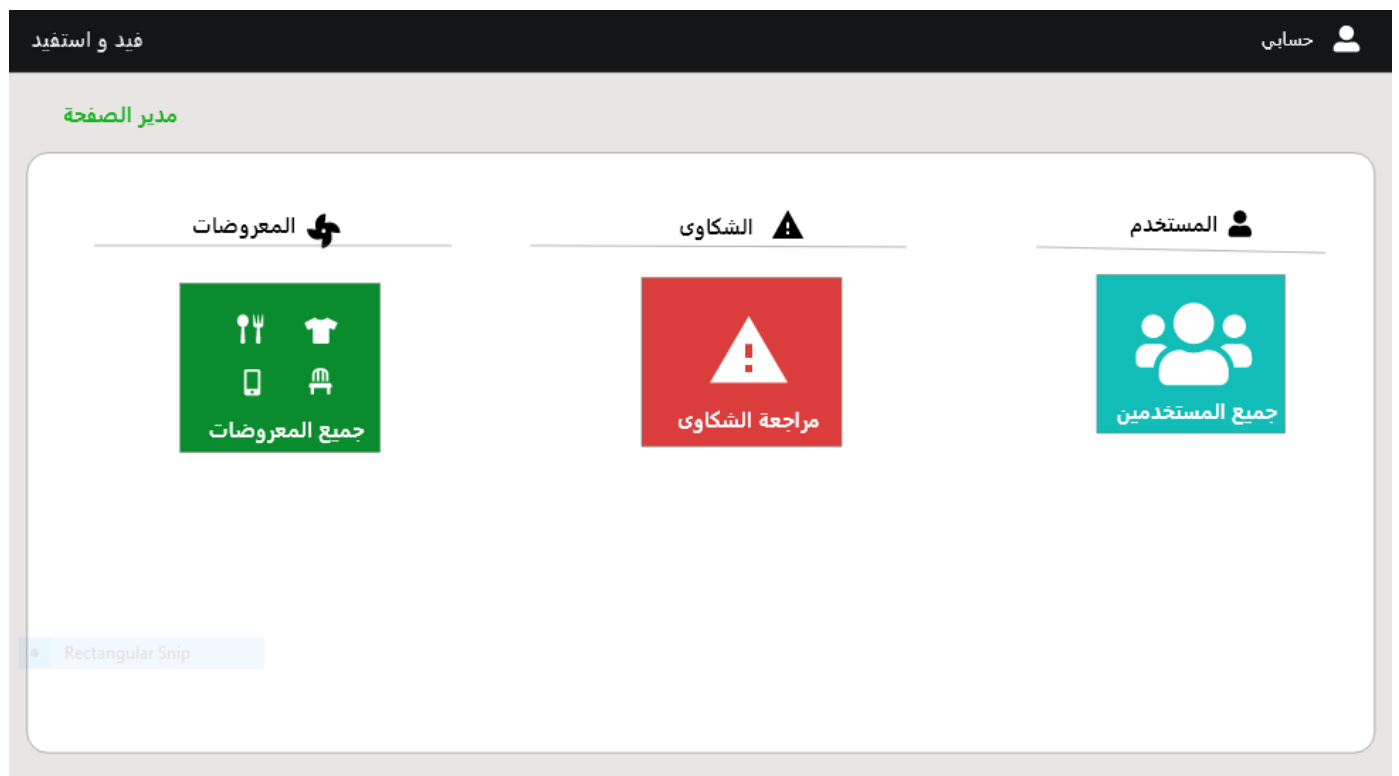 حسابي
فيد و استفيد
مدير الصفحة
المستخدم
الشكاوى
المعروضات
جميع المستخدمين
مراجعة الشكاوى
جميع المعروضات
Rectangular Snip